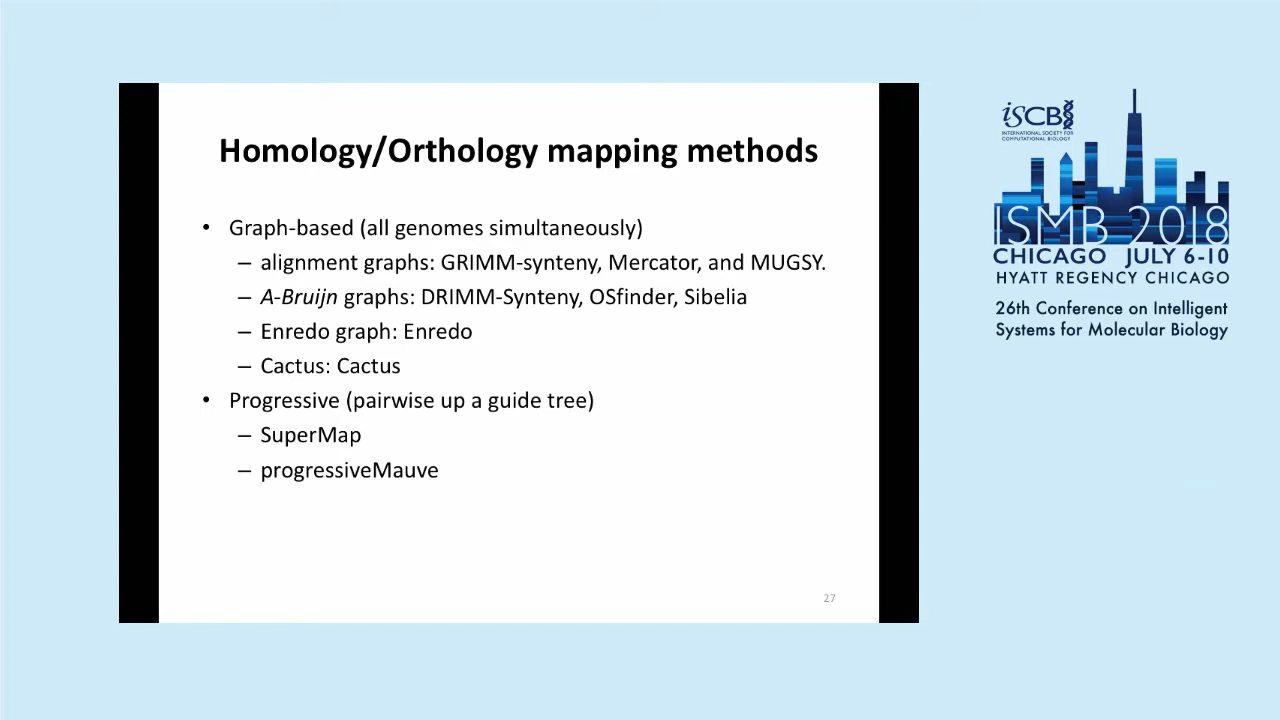 Homology/Orthology mapping methods
• Graph-based (all genomes simultaneously)
– alignment graphs: GRIMM-synteny, Mercator, and MUGSY.
– A-Bruijn graphs: DRIMM-Synteny, OSfinder, Sibelia
– Enredo graph: Enredo
– Cactus: Cactus
• Progressive (pairwise up a guide tree)
– SuperMap
– progressiveMauve
27
iSCB
INTERNATIONAL SOCIETY FOR
COMPUTATIONAL BIOLOGY
ISMB 2018
CHICAGO JULY 6-10
HYATT REGENCY CHICAGO
26th Conference on Intelligent
Systems for Molecular Biology